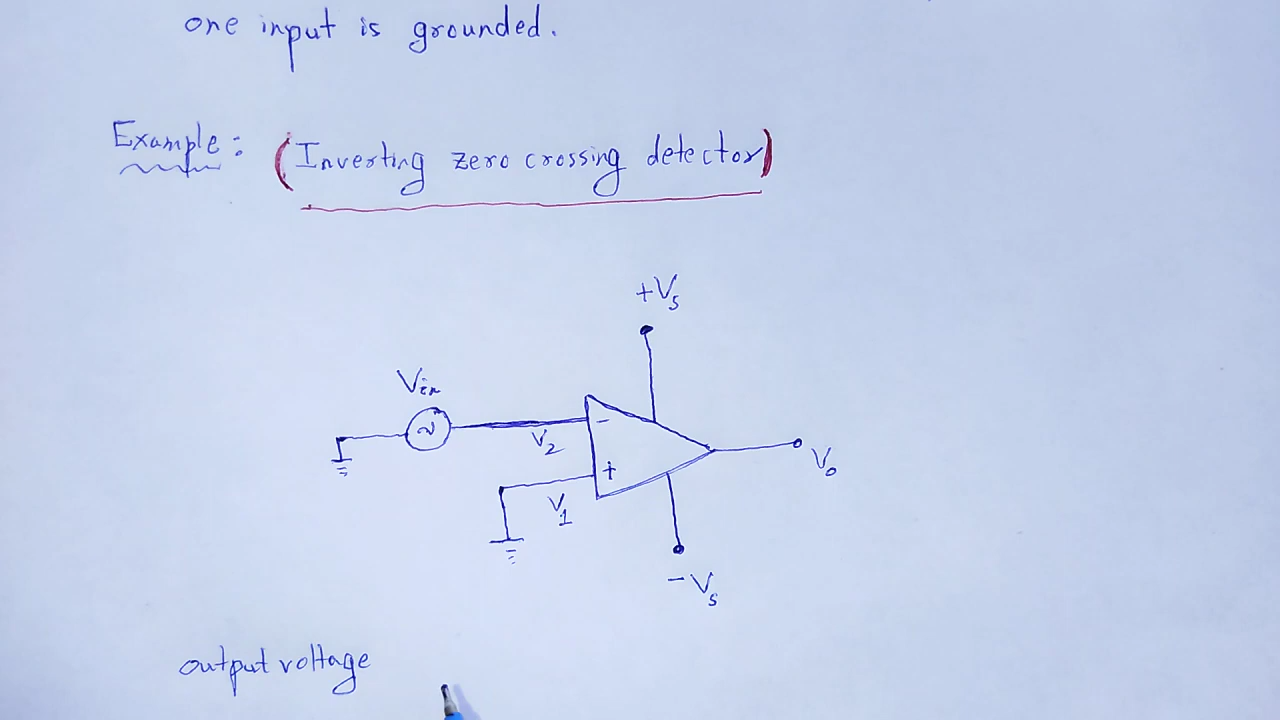 one input is grounded.
Example: (Inverting zero crossing detector)
+Vs
Vin
V2
−
+
V1
Vo
−Vs
output voltage